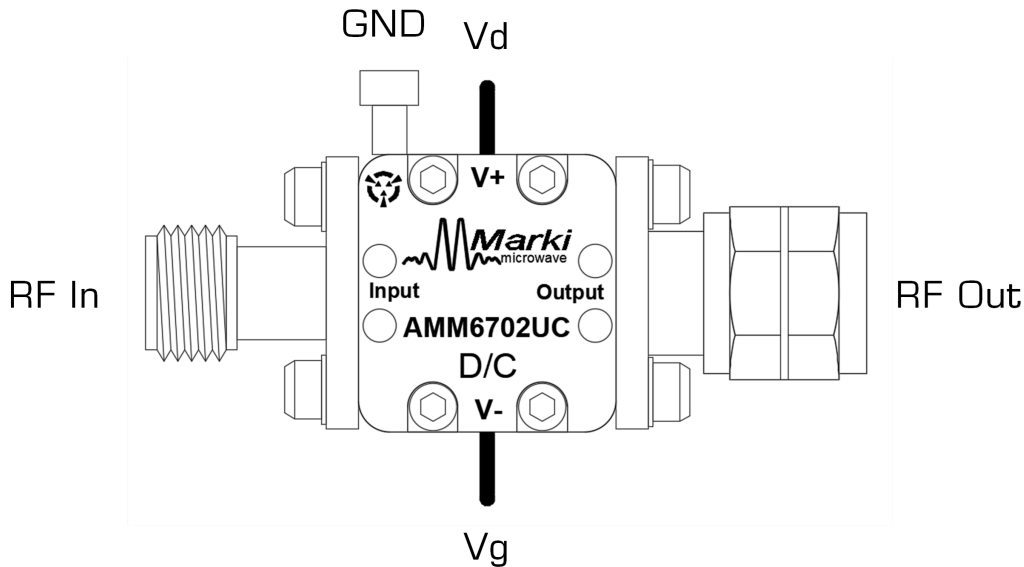 GND
Vd
V+
Marki
microwave
RF In
Input
Output
RF Out
AMM6702UC
D/C
V-
Vg